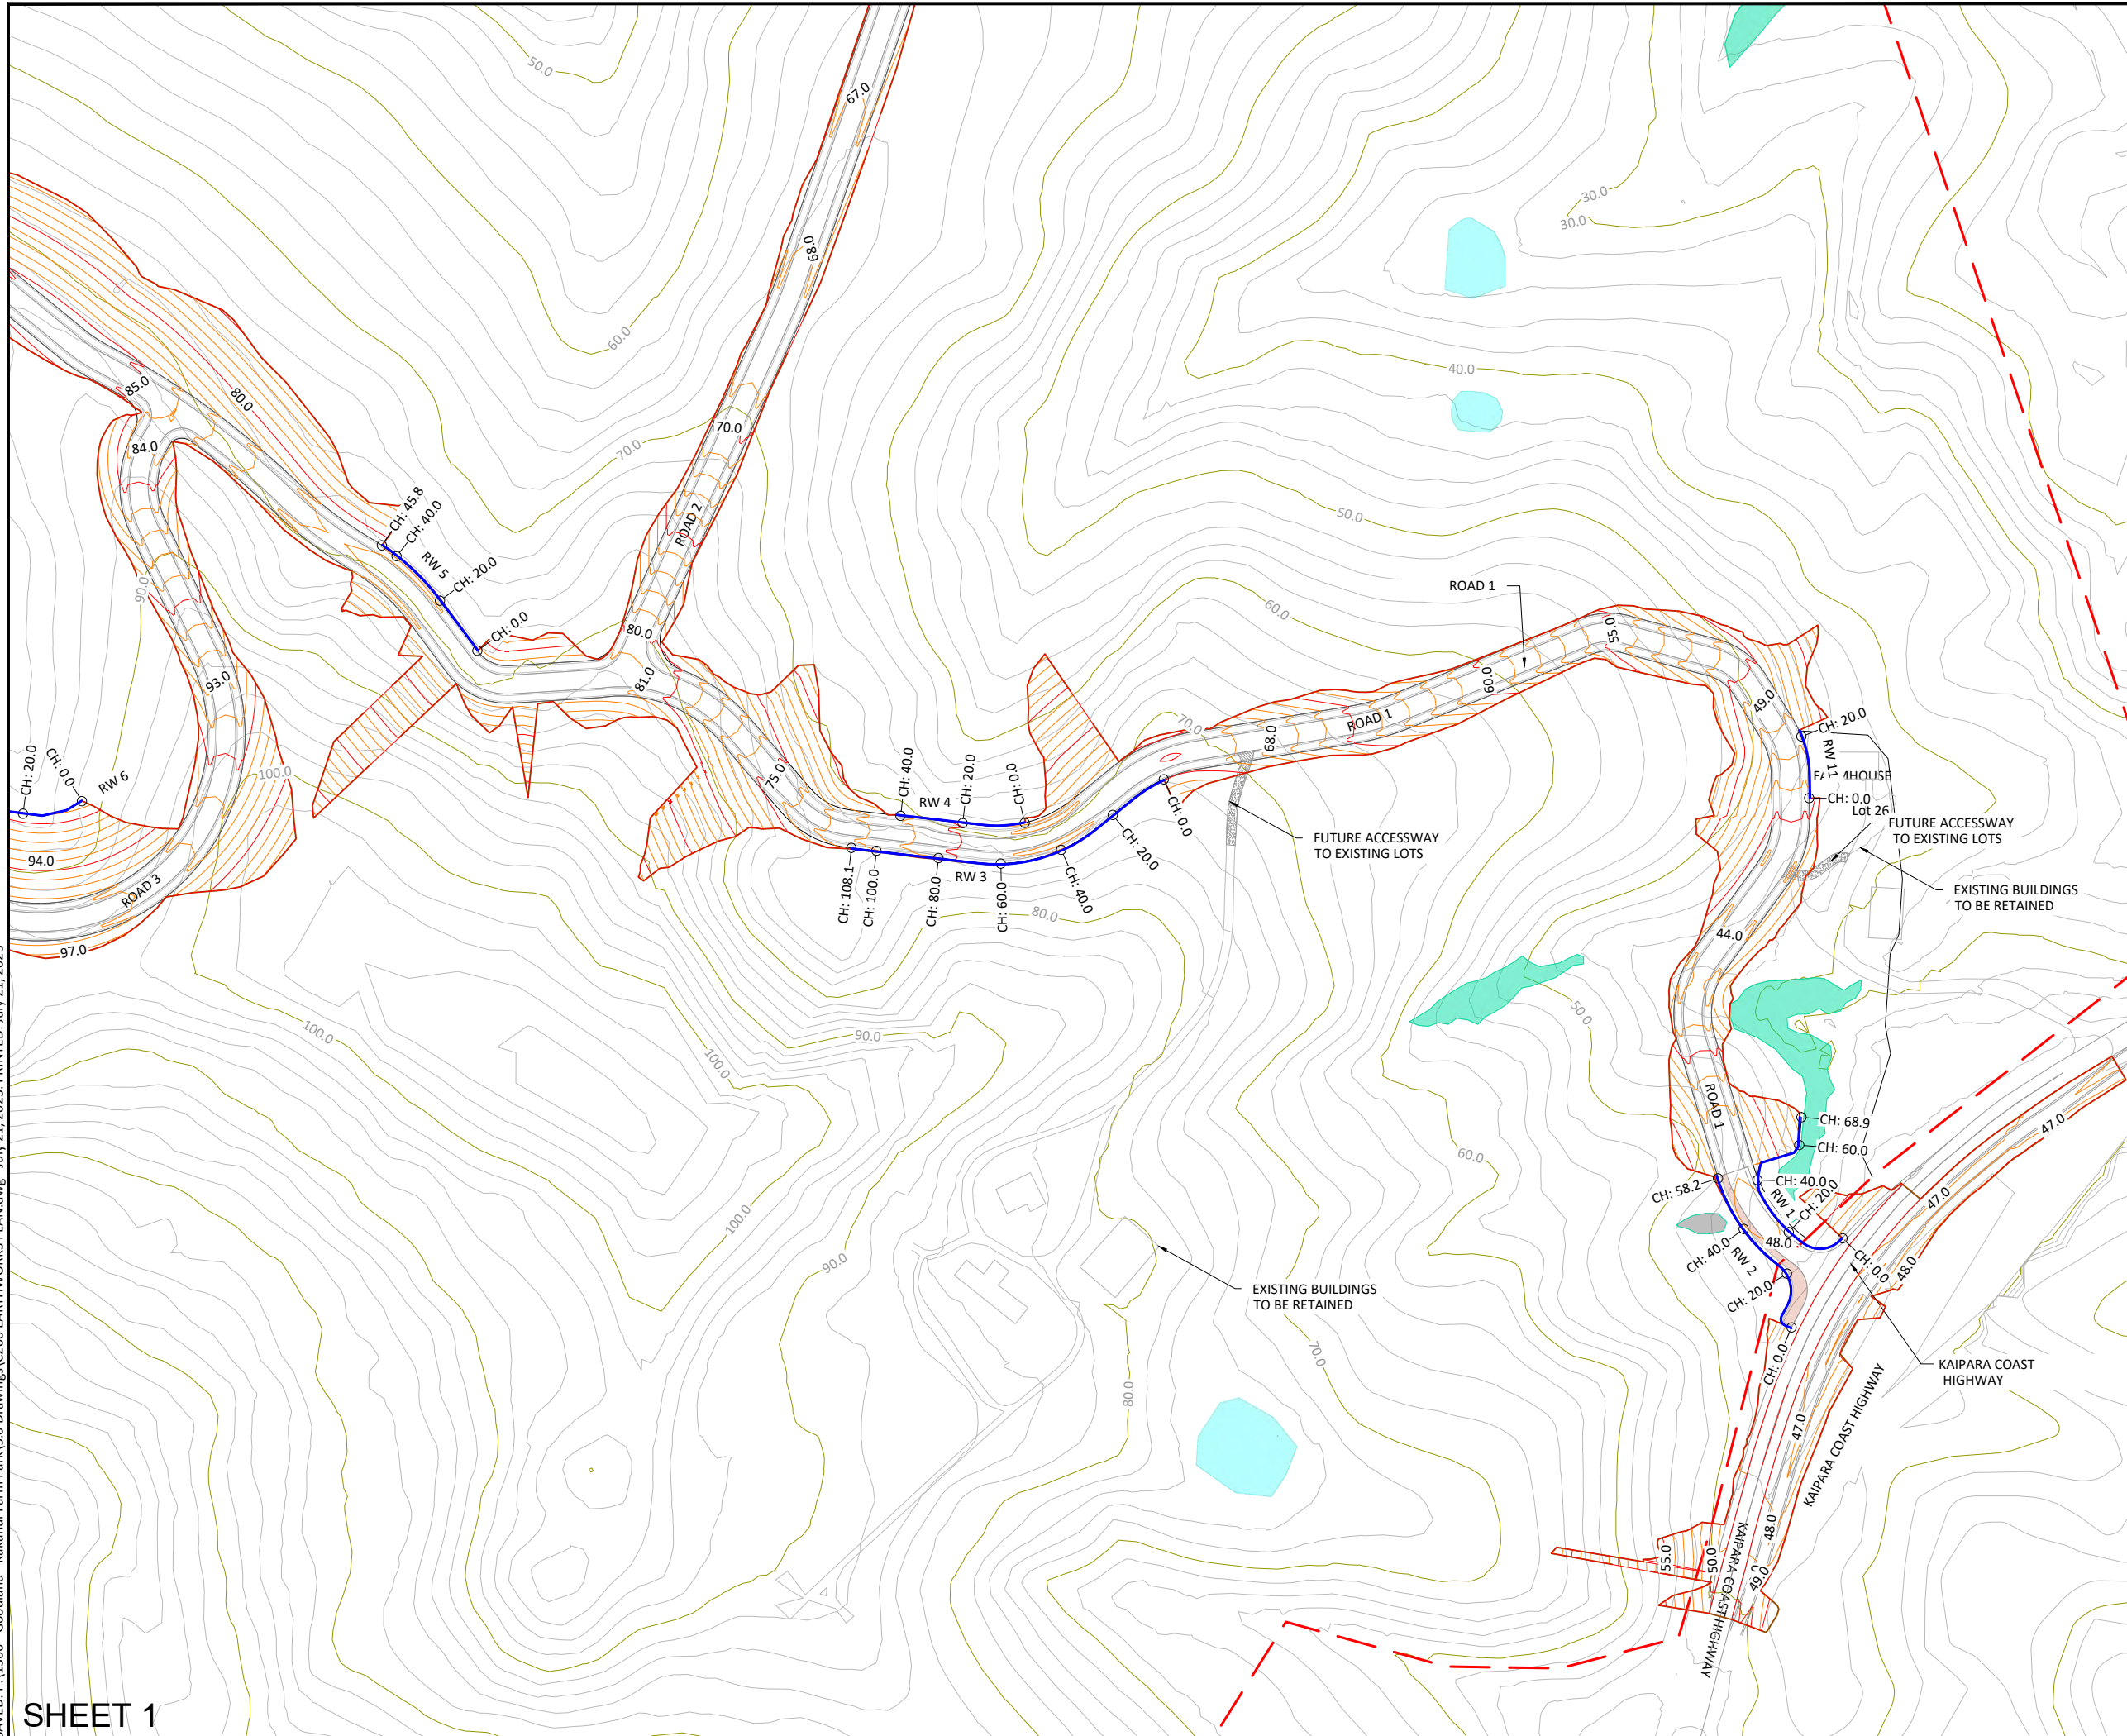 50.0
67.0
30.0
30.0
68.0
60.0
40.0
85.0
80.0
70.0
70.0
84.0
CH: 45.8
CH: 40.0
RW 5
CH: 20.0
ROAD 2
50.0
90.0
CH: 0.0
80.0
60.0
ROAD 1
55.0
81.0
93.0
60.0
49.0
70.0
ROAD 1
68.0
CH: 20.0
RW 11
CH: 20.0
CH: 0.0
RW 6
100.0
75.0
CH: 40.0
RW 4
CH: 20.0
CH: 0.0
CH: 0.0
CH: 0.0
Lot 26
FUTURE ACCESSWAY
TO EXISTING LOTS
FUTURE ACCESSWAY
TO EXISTING LOTS
CH: 20.0
94.0
ROAD 3
RW 3
CH: 108.1
CH: 100.0
CH: 80.0
CH: 60.0
CH: 40.0
80.0
EXISTING BUILDINGS
TO BE RETAINED
44.0
97.0
100.0
90.0
100.0
50.0
ROAD 1
CH: 68.9
47.0
CH: 60.0
60.0
CH: 58.2
CH: 40.0
RW 1
CH: 20.0
47.0
100.0
CH: 40.0
48.0
RW 2
CH: 0.0
48.0
90.0
CH: 20.0
EXISTING BUILDINGS
TO BE RETAINED
70.0
CH: 0.0
KAIPARA COAST
HIGHWAY
80.0
47.0
KAIPARA COAST HIGHWAY
48.0
55.0
50.0
49.0
KAIPARA COAST HIGHWAY
SHEET 1